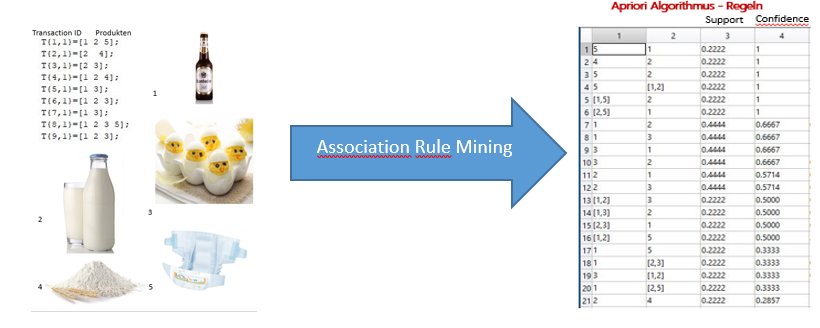 Apriori Algorithmus – Regeln
Support Confidence
Transaction ID Produkten
T{1,1}=[1 2 5];
T{2,1}=[2 4];
T{3,1}=[2 3];
T{4,1}=[1 2 4];
T{5,1}=[1 3];
T{6,1}=[1 2 3];
T{7,1}=[1 3];
T{8,1}=[1 2 3 5];
T{9,1}=[1 2 3];
1
2
3
4
5
Association Rule Mining
1 2 3 4
1 5 1 0.2222 1
2 4 2 0.2222 1
3 5 2 0.2222 1
4 5 [1,2] 0.2222 1
5 [1,5] 2 0.2222 1
6 [2,5] 1 0.2222 1
7 1 2 0.4444 0.6667
8 1 3 0.4444 0.6667
9 3 1 0.4444 0.6667
10 3 2 0.4444 0.6667
11 2 1 0.4444 0.5714
12 2 3 0.4444 0.5714
13 [1,2] 3 0.2222 0.5000
14 [1,3] 2 0.2222 0.5000
15 [2,3] 1 0.2222 0.5000
16 [1,2] 5 0.2222 0.5000
17 1 5 0.2222 0.3333
18 1 [2,3] 0.2222 0.3333
19 3 [1,2] 0.2222 0.3333
20 1 [2,5] 0.2222 0.3333
21 2 4 0.2222 0.2857